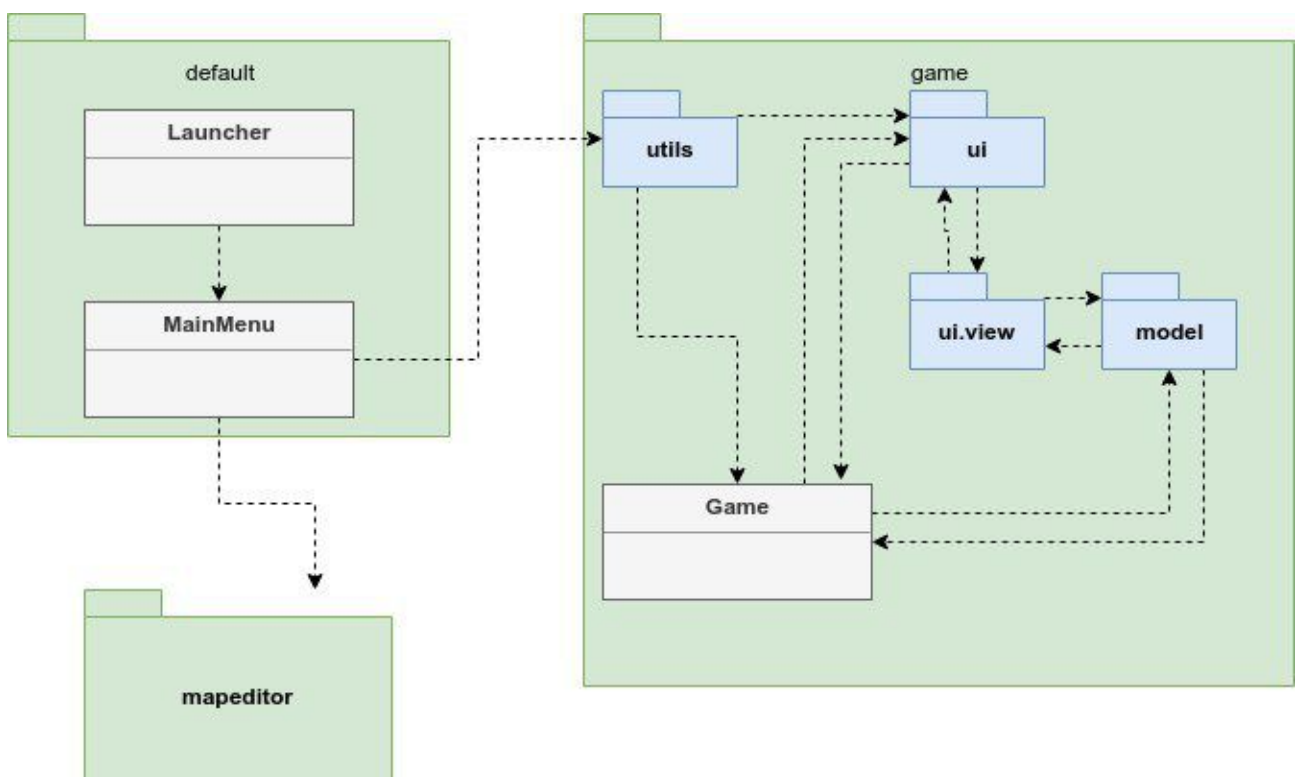 default
Launcher
MainMenu
mapeditor
game
utils
ui
ui.view
model
Game